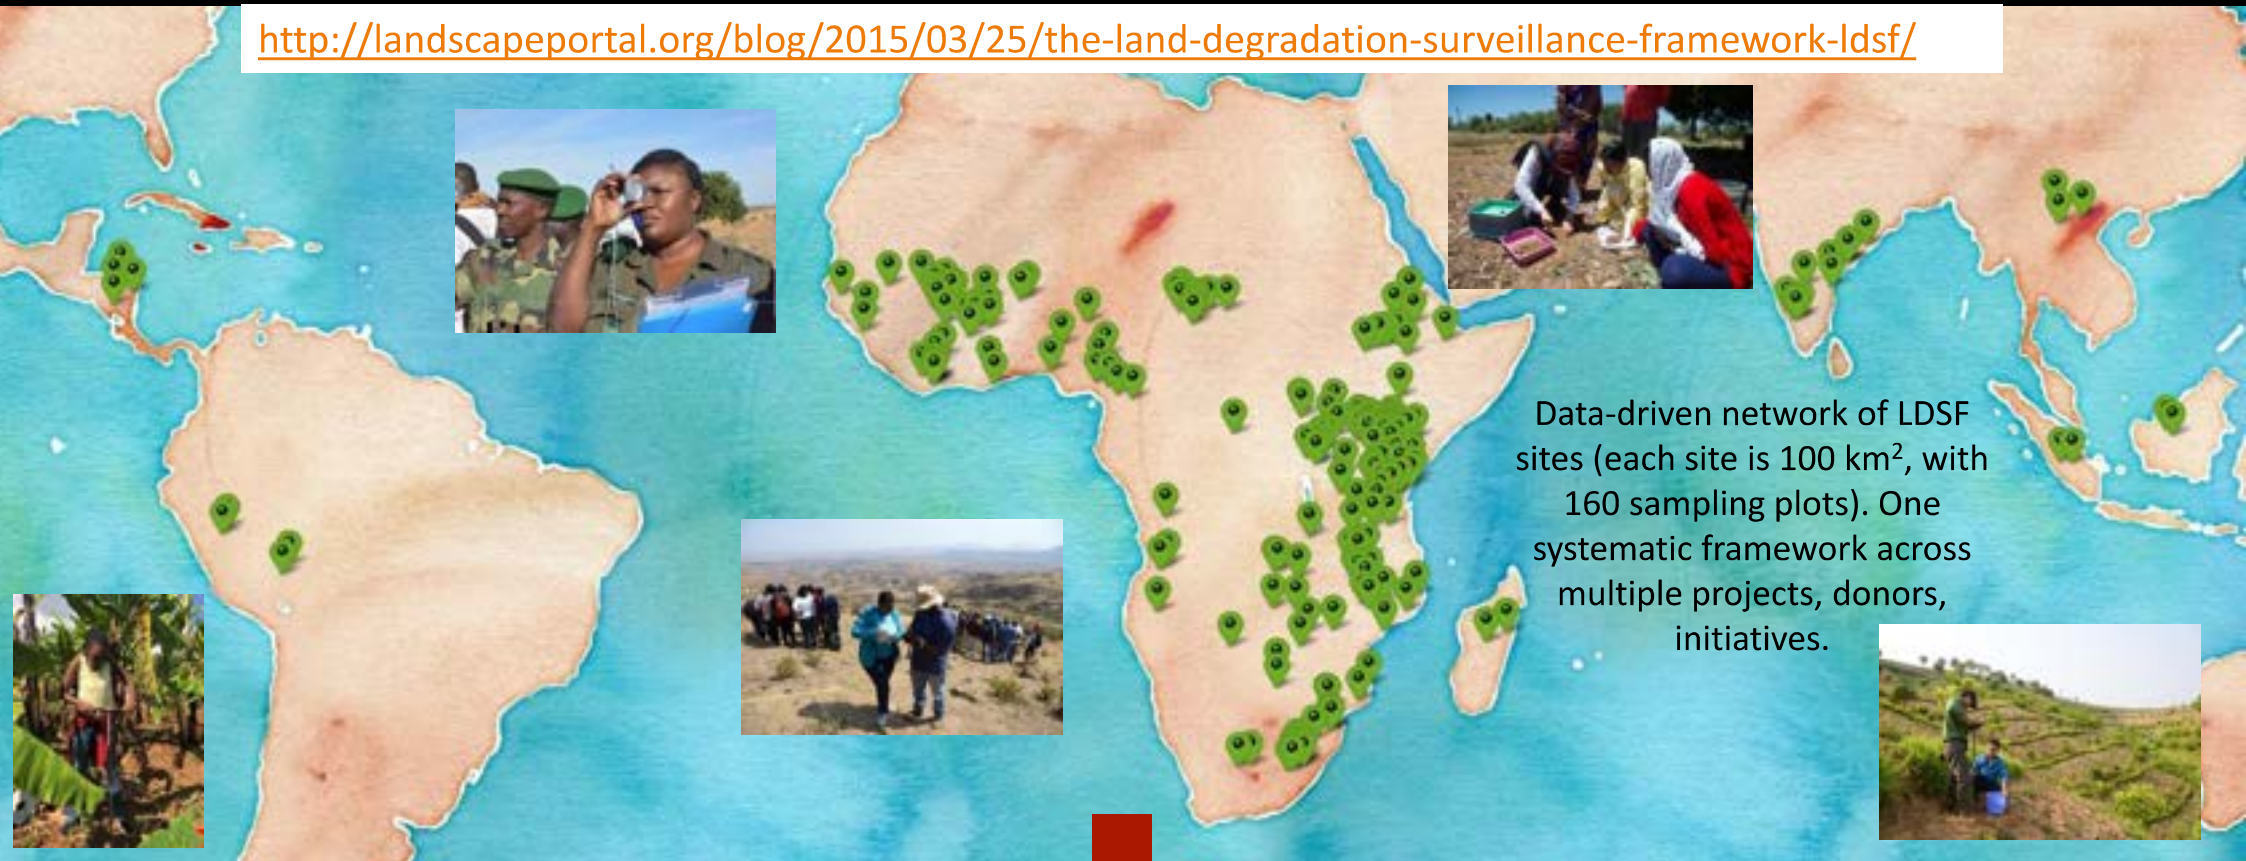 http://landscapeportal.org/blog/2015/03/25/the-land-degradation-surveillance-framework-ldsf/
Data-driven network of LDSF
sites (each site is 100 km², with
160 sampling plots). One
systematic framework across
multiple projects, donors,
initiatives.